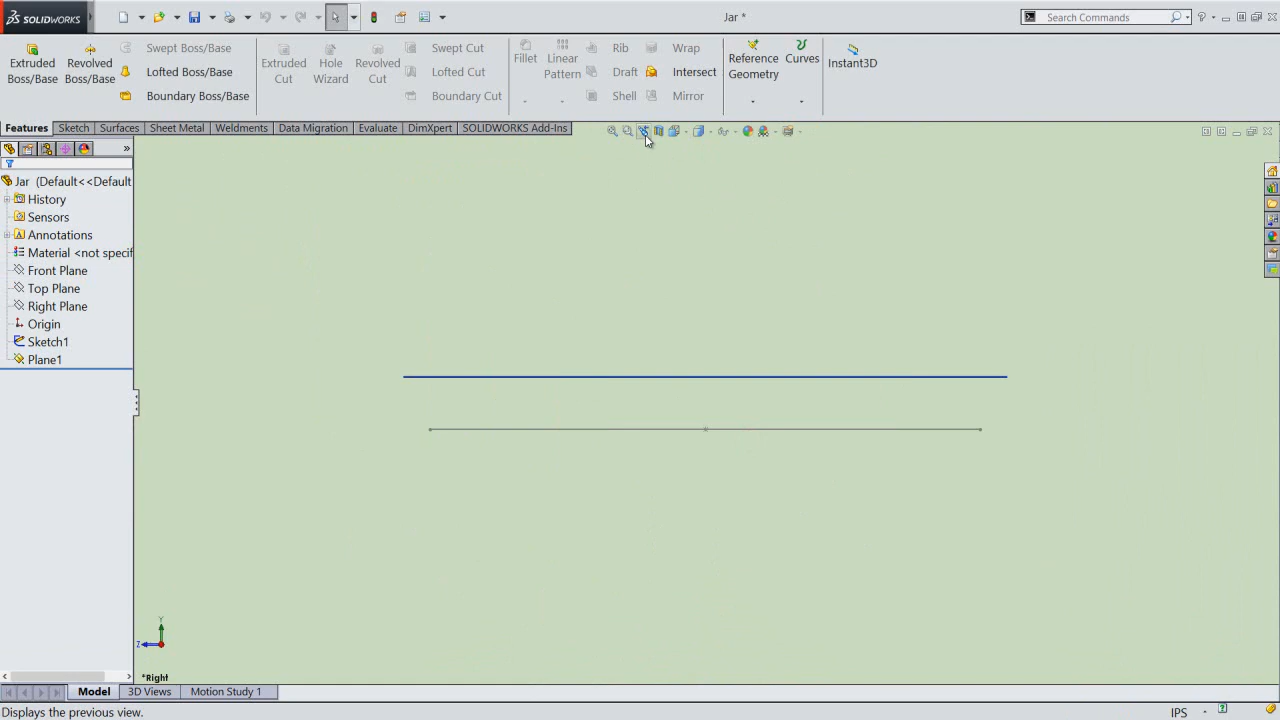 SOLIDWORKS
Jar *
Search Commands
Extruded Boss/Base
Revolved Boss/Base
Swept Boss/Base
Lofted Boss/Base
Boundary Boss/Base
Extruded Cut
Hole Wizard
Revolved Cut
Swept Cut
Lofted Cut
Boundary Cut
Fillet
Linear Pattern
Rib
Draft
Shell
Wrap
Intersect
Mirror
Reference Geometry
Curves
Instant3D
Features
Sketch
Surfaces
Sheet Metal
Weldments
Data Migration
Evaluate
DimXpert
SOLIDWORKS Add-Ins
Jar (Default<<Default
History
Sensors
Annotations
Material <not specif
Front Plane
Top Plane
Right Plane
Origin
Sketch1
Plane1
Y
Z
*Right
Model
3D Views
Motion Study 1
Displays the previous view.
IPS